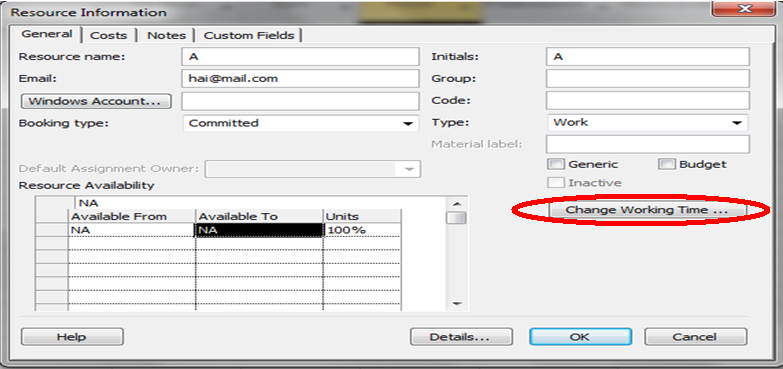 Resource Information
General Costs Notes Custom Fields
Resource name: A Initials: A
Email: hai@mail.com Group:
Windows Account... Code:
Booking type: Committed Type: Work
Material label:
Default Assignment Owner: Generic Budget
Inactive
Resource Availability
NA
Change Working Time ...
Available From Available To Units
NA NA 100%
Help Details... OK Cancel